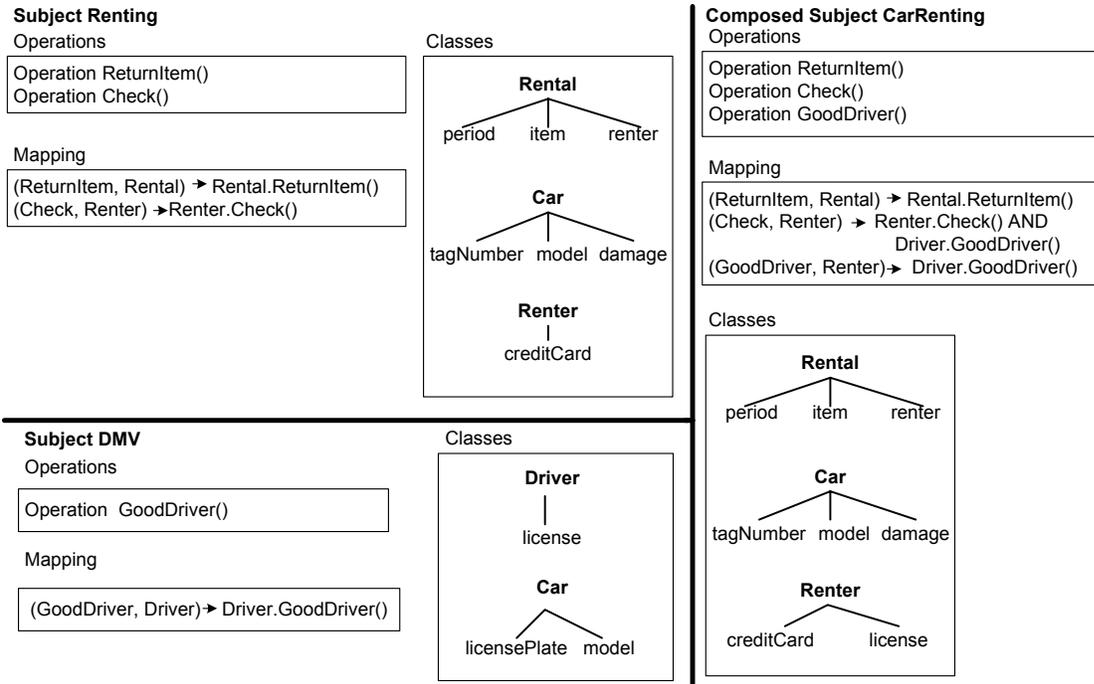 Subject Renting
Operations
Operation ReturnItem()
Operation Check()
Mapping
(ReturnItem, Rental) → Rental.ReturnItem()
(Check, Renter) → Renter.Check()
Classes
Rental
period item renter
Car
tagNumber model damage
Renter
creditCard
Subject DMV
Operations
Operation GoodDriver()
Mapping
(GoodDriver, Driver) → Driver.GoodDriver()
Classes
Driver
license
Car
licensePlate model
Composed Subject CarRenting
Operations
Operation ReturnItem()
Operation Check()
Operation GoodDriver()
Mapping
(ReturnItem, Rental) → Rental.ReturnItem()
(Check, Renter) → Renter.Check() AND
Driver.GoodDriver()
(GoodDriver, Renter) → Driver.GoodDriver()
Classes
Rental
period item renter
Car
tagNumber model damage
Renter
creditCard license